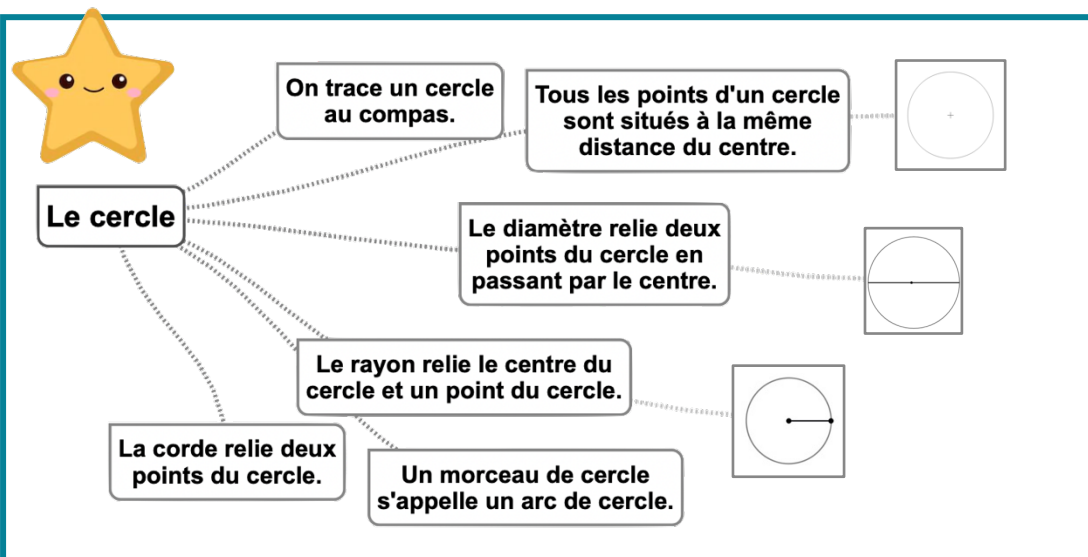 On trace un cercle
au compas.
Tous les points d'un cercle
sont situés à la même
distance du centre.
Le cercle
Le diamètre relie deux
points du cercle en
passant par le centre.
Le rayon relie le centre du
cercle et un point du cercle.
La corde relie deux
points du cercle.
Un morceau de cercle
s'appelle un arc de cercle.